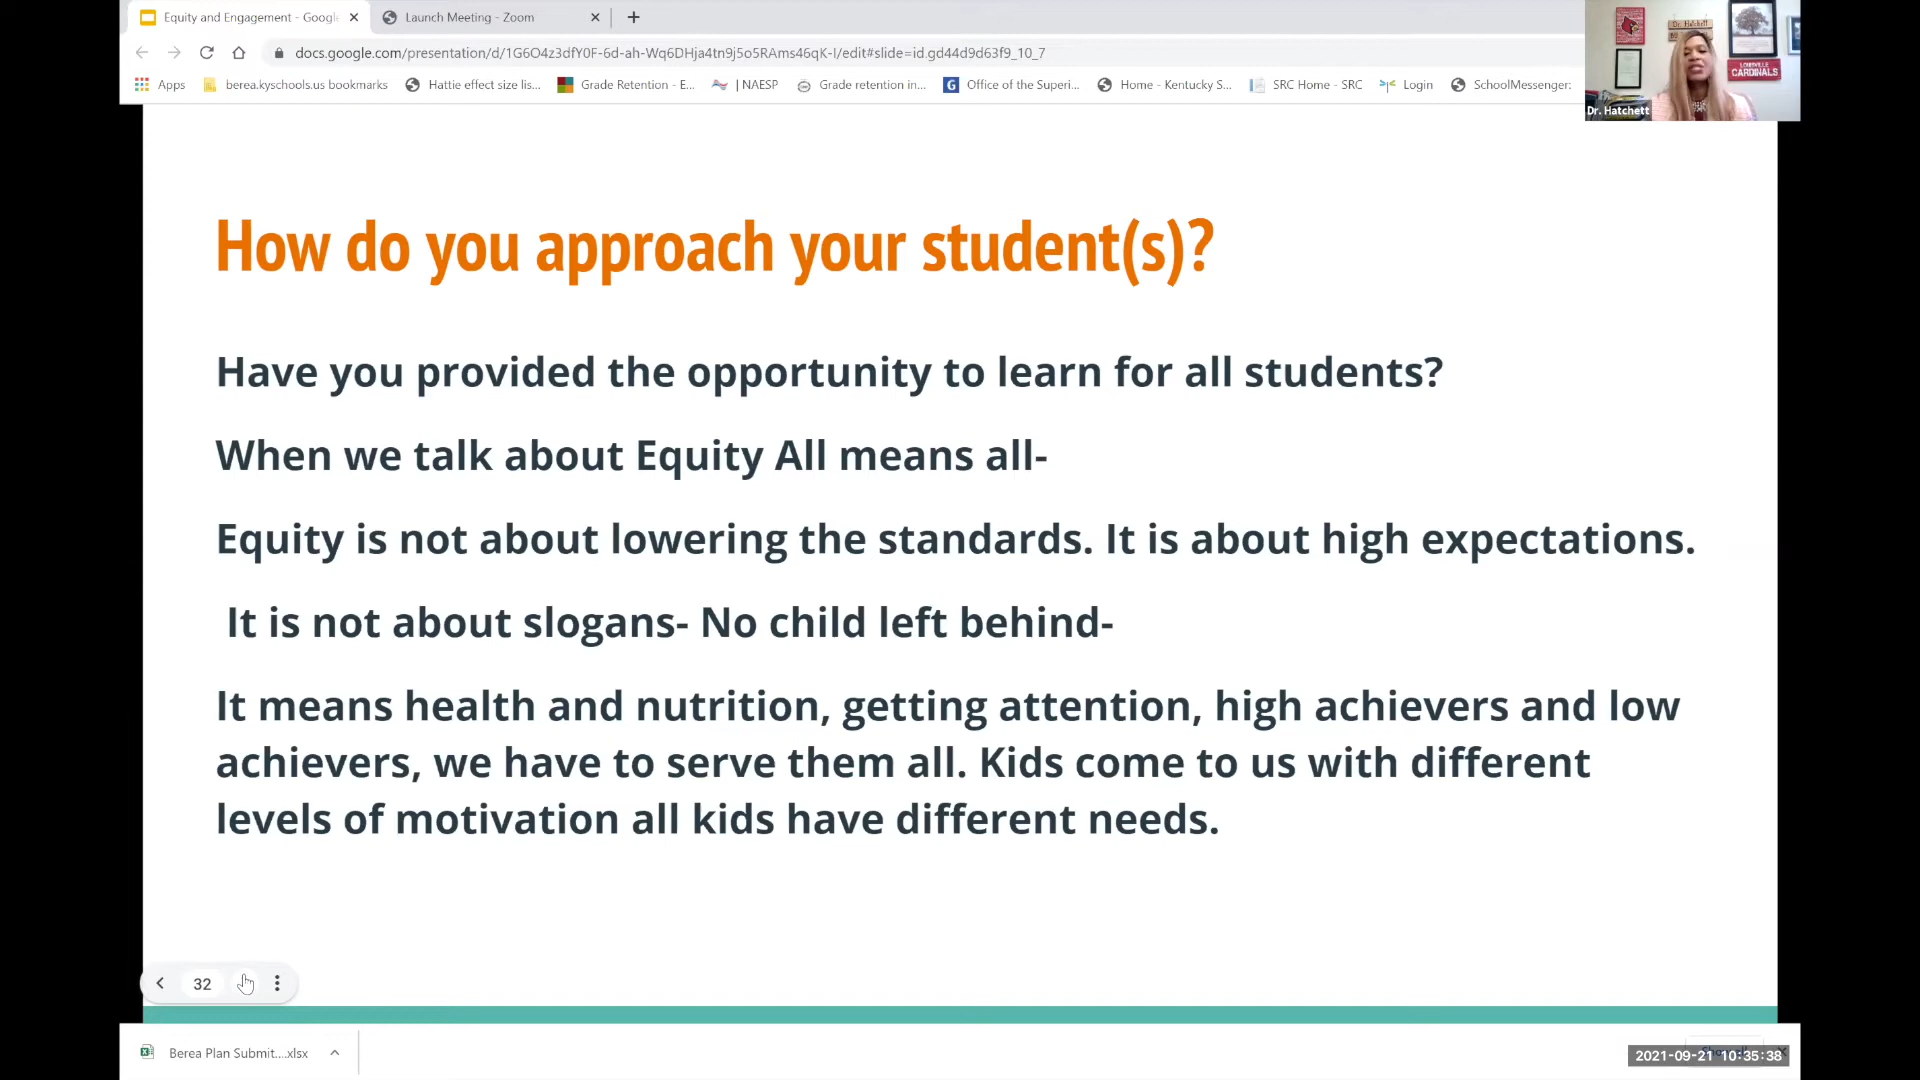 Equity and Engagement - Google
Launch Meeting - Zoom
docs.google.com/presentation/d/1G6O4z3dfY0F-6d-ah-Wq6DHja4tn9j5o5RAms46qK-I/edit#slide=id.gd44d9d63f9_10_7
Apps
berea.kyschools.us bookmarks
Hattie effect size lis...
Grade Retention - E...
| NAESP
Grade retention in...
Office of the Superi...
Home - Kentucky S...
SRC Home - SRC
Login
SchoolMessenger:
Dr. Hatchett
LOUISVILLE
CARDINALS
Dr. Hatchett
How do you approach your student(s)?
Have you provided the opportunity to learn for all students?
When we talk about Equity All means all-
Equity is not about lowering the standards. It is about high expectations.
It is not about slogans- No child left behind-
It means health and nutrition, getting attention, high achievers and low
achievers, we have to serve them all. Kids come to us with different
levels of motivation all kids have different needs.
32
Berea Plan Submit....xlsx
2021-09-21 10:35:38